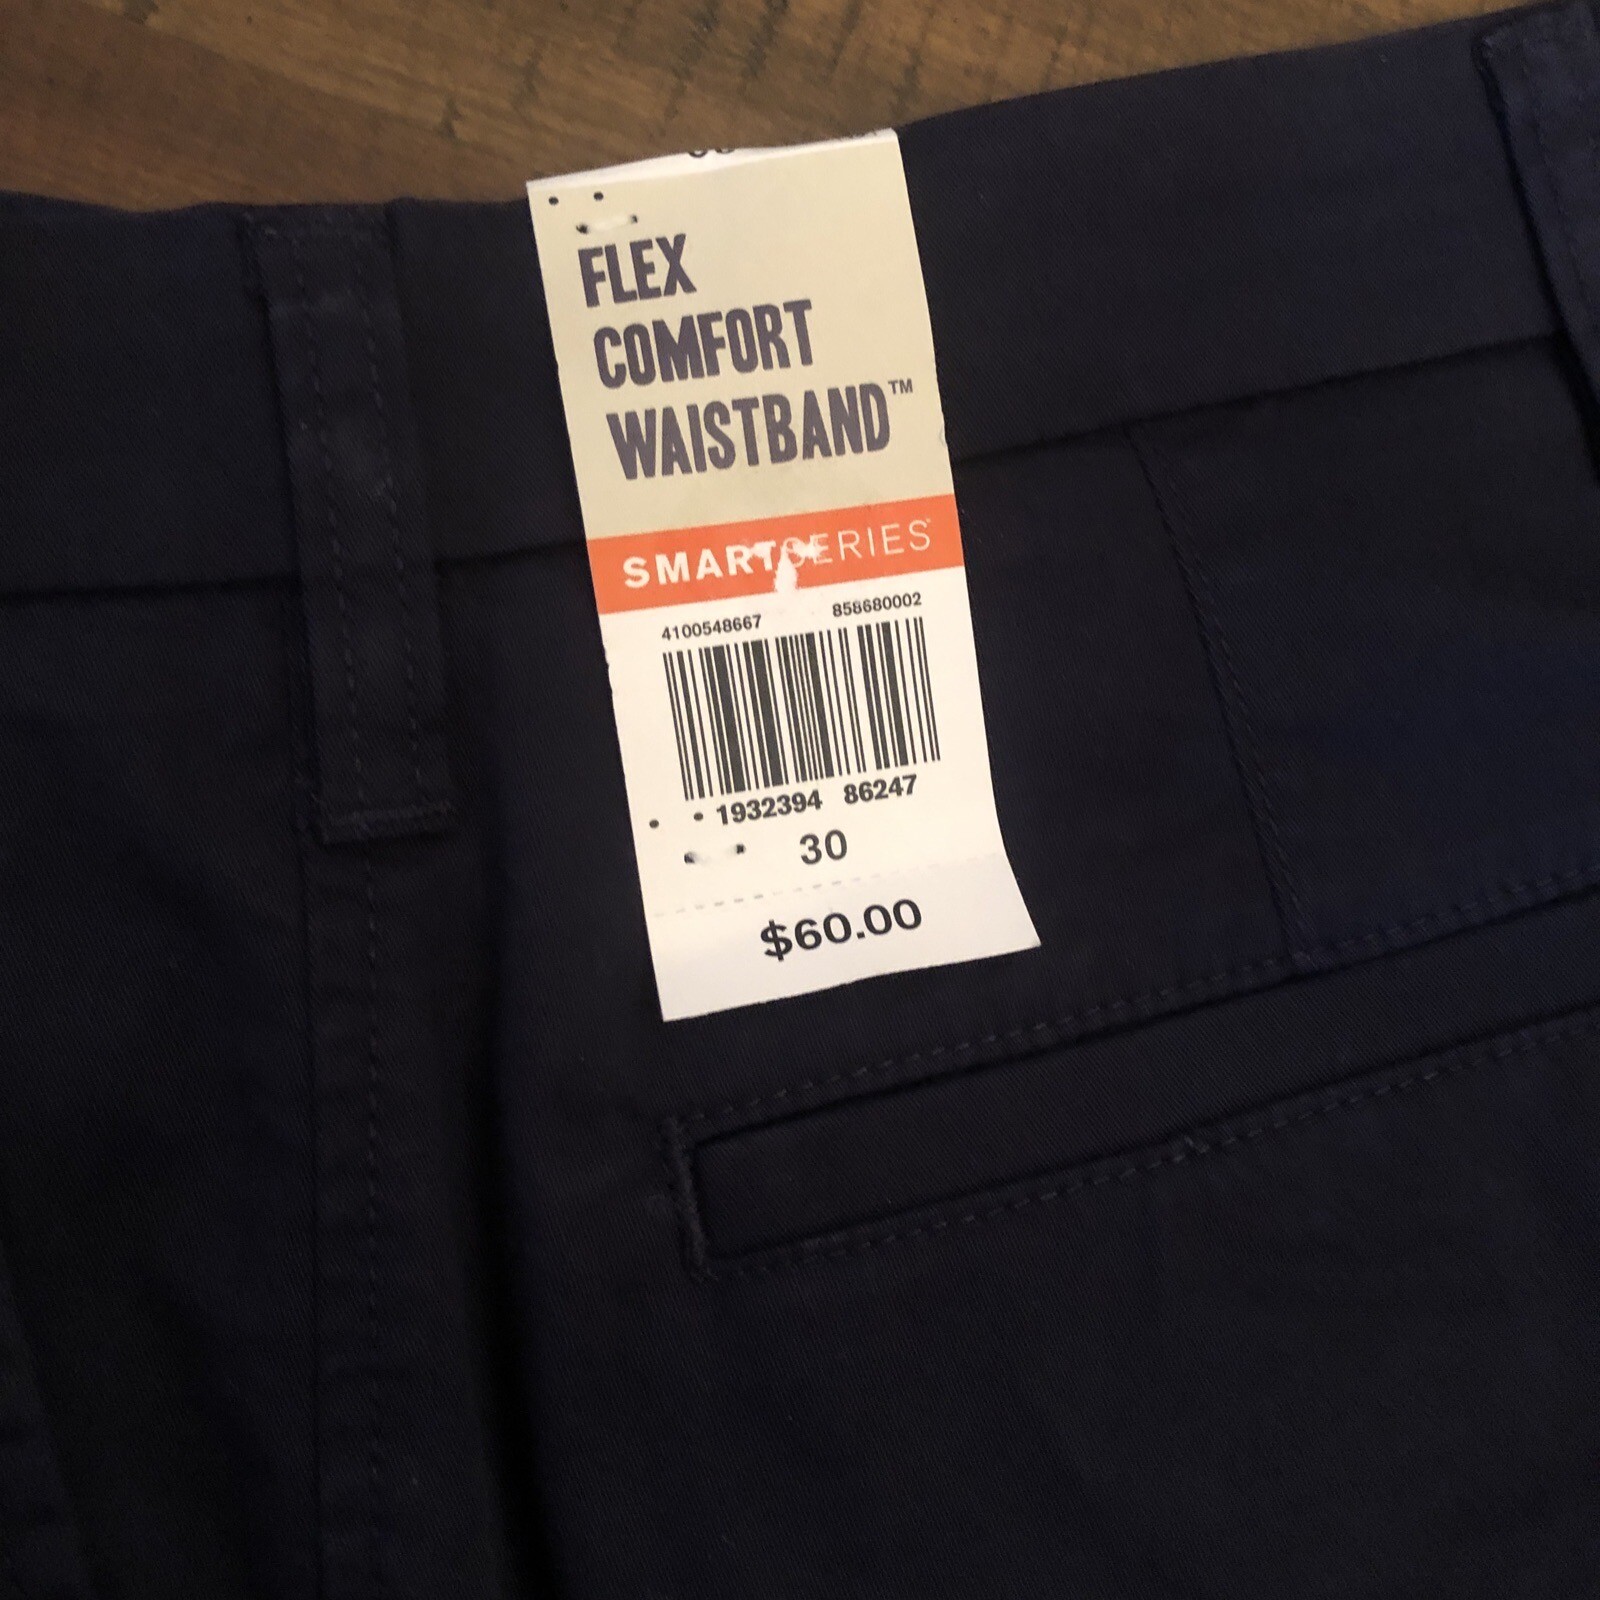 FLEX
COMFORT
WAISTBAND™
SMARTSERIES
4100548667 858680002
1932394 86247
30
$60.00